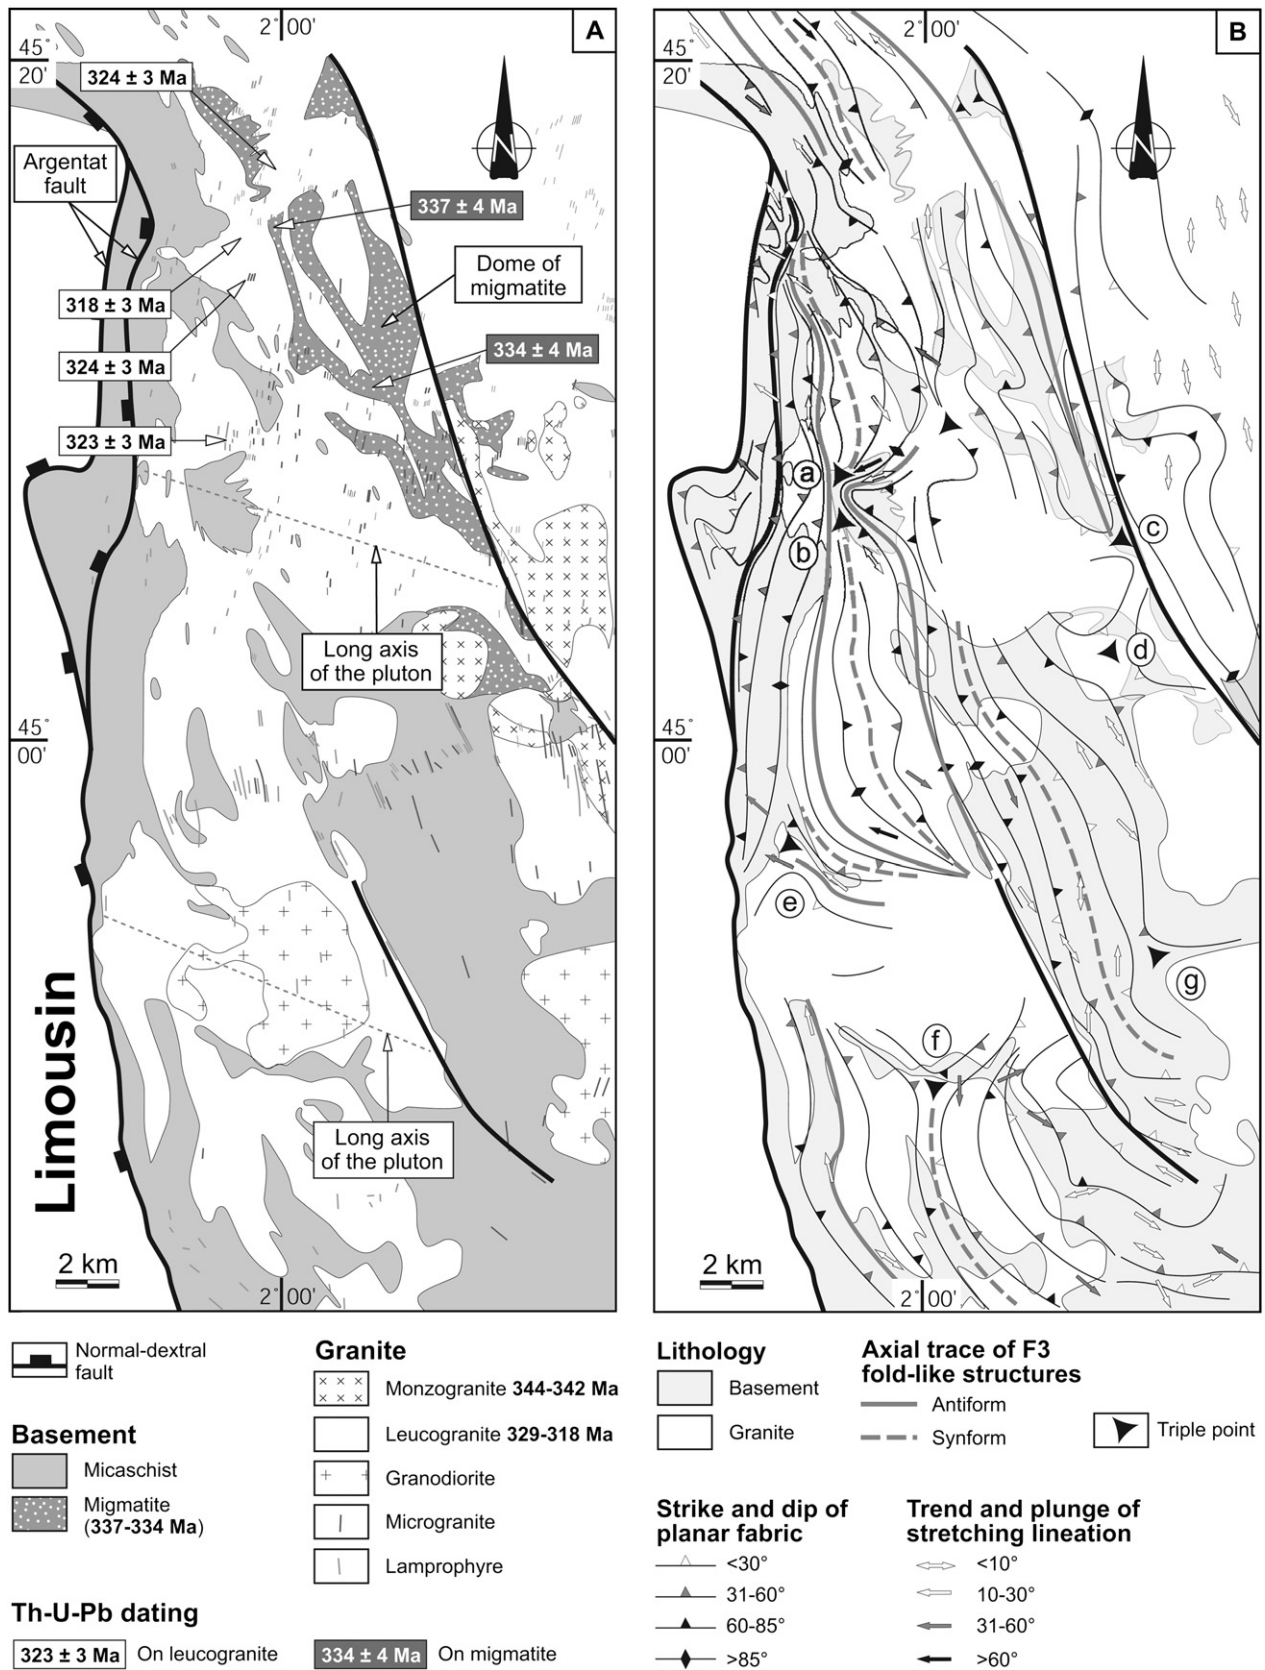 2°00'
A
45°
20'
324 ± 3 Ma
Argentat
fault
N
337 ± 4 Ma
Dome of
migmatite
318 ± 3 Ma
334 ± 4 Ma
324 ± 3 Ma
323 ± 3 Ma
Long axis
of the pluton
45°
00'
Limousin
Long axis
of the pluton
2 km
2°00'
2°00'
B
45°
20'
N
a
b
c
d
45°
00'
e
g
f
2 km
2°00'
Normal-dextral
fault
Basement
Micaschist
Migmatite
(337-334 Ma)
Granite
Monzogranite 344-342 Ma
Leucogranite 329-318 Ma
Granodiorite
Microgranite
Lamprophyre
Th-U-Pb dating
323 ± 3 Ma On leucogranite
334 ± 4 Ma On migmatite
Lithology
Basement
Granite
Axial trace of F3
fold-like structures
Antiform
Synform
Triple point
Strike and dip of
planar fabric
<30°
31-60°
60-85°
>85°
Trend and plunge of
stretching lineation
<10°
10-30°
31-60°
>60°